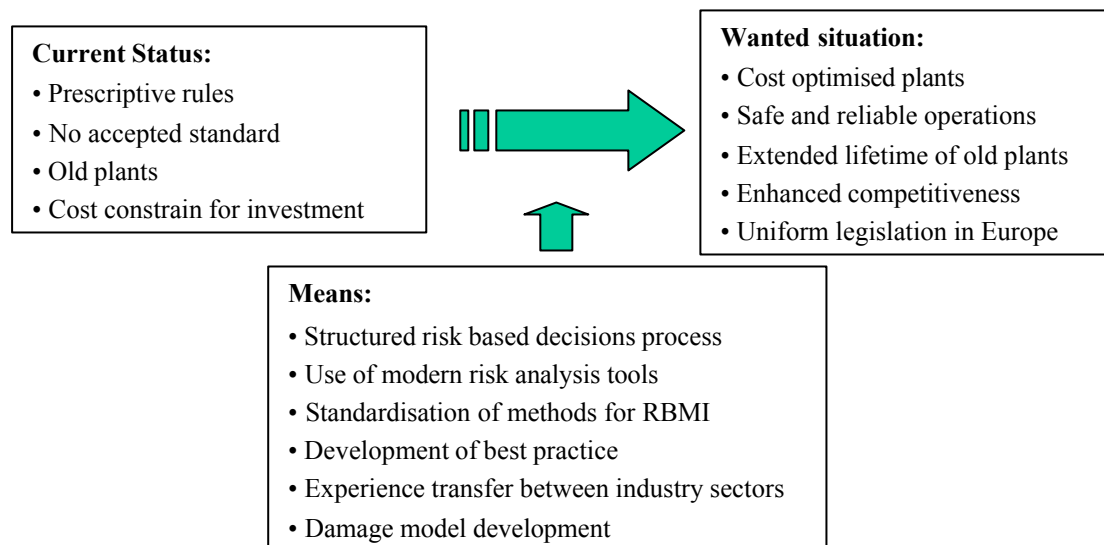 Current Status:
• Prescriptive rules
• No accepted standard
• Old plants
• Cost constrain for investment
Wanted situation:
• Cost optimised plants
• Safe and reliable operations
• Extended lifetime of old plants
• Enhanced competitiveness
• Uniform legislation in Europe
Means:
• Structured risk based decisions process
• Use of modern risk analysis tools
• Standardisation of methods for RBMI
• Development of best practice
• Experience transfer between industry sectors
• Damage model development